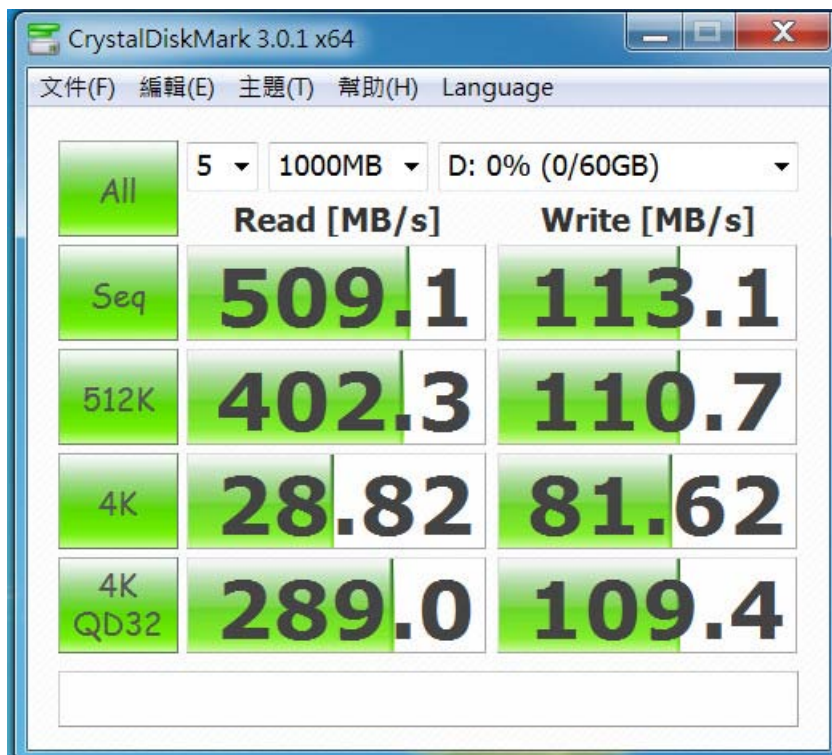 CrystalDiskMark 3.0.1 x64
文件(F) 編輯(E) 主題(T) 幫助(H) Language
All 5 1000MB D: 0% (0/60GB)
Read [MB/s] Write [MB/s]
Seq 509.1 113.1
512K 402.3 110.7
4K 28.82 81.62
4K QD32 289.0 109.4